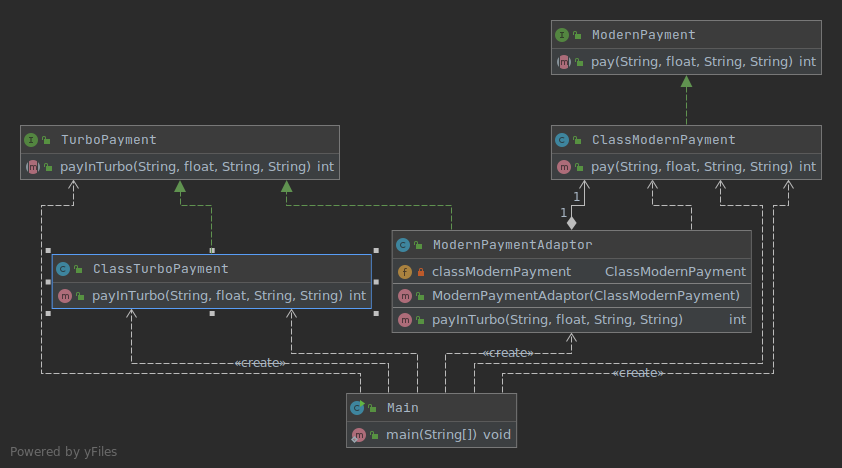 ModernPayment
pay(String, float, String, String) int
TurboPayment
payInTurbo(String, float, String, String) int
ClassModernPayment
pay(String, float, String, String) int
1
1
ModernPaymentAdaptor
classModernPayment ClassModernPayment
ModernPaymentAdaptor(ClassModernPayment)
payInTurbo(String, float, String, String) int
ClassTurboPayment
payInTurbo(String, float, String, String) int
«create»
«create»
«create»
Main
main(String[]) void
Powered by yFiles